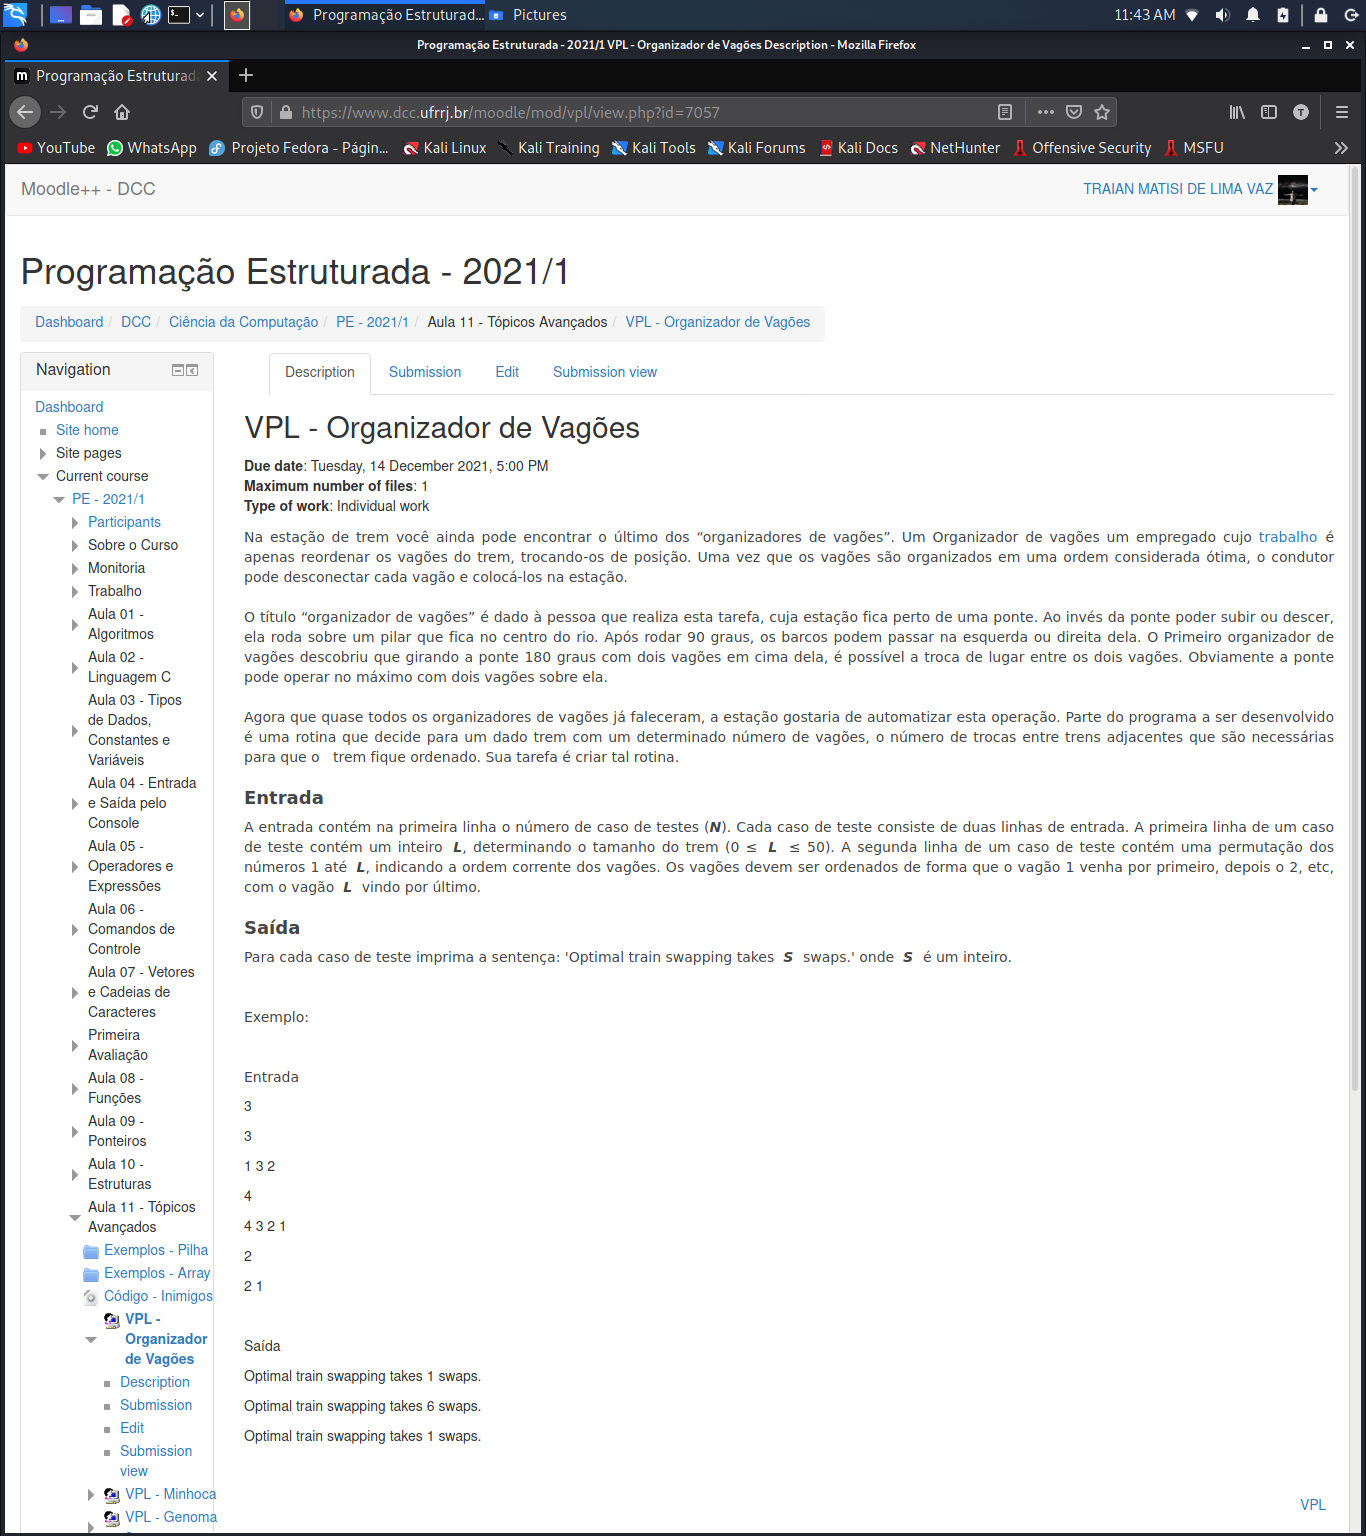 Programação Estruturad... Pictures 11:43 AM
Programação Estruturada - 2021/1 VPL - Organizador de Vagões Description - Mozilla Firefox
Programação Estruturada
https://www.dcc.ufrrj.br/moodle/mod/vpl/view.php?id=7057 T
YouTube WhatsApp Projeto Fedora - Págin... Kali Linux Kali Training Kali Tools Kali Forums Kali Docs NetHunter Offensive Security MSFU
Moodle++ - DCC TRAIAN MATISI DE LIMA VAZ
Programação Estruturada - 2021/1
Dashboard / DCC / Ciência da Computação / PE - 2021/1 / Aula 11 - Tópicos Avançados / VPL - Organizador de Vagões
Navigation
Dashboard
Site home
Site pages
Current course
PE - 2021/1
Participants
Sobre o Curso
Monitoria
Trabalho
Aula 01 -
Algoritmos
Aula 02 -
Linguagem C
Aula 03 - Tipos
de Dados,
Constantes e
Variáveis
Aula 04 - Entrada
e Saída pelo
Console
Aula 05 -
Operadores e
Expressões
Aula 06 -
Comandos de
Controle
Aula 07 - Vetores
e Cadeias de
Caracteres
Primeira
Avaliação
Aula 08 -
Funções
Aula 09 -
Ponteiros
Aula 10 -
Estruturas
Aula 11 - Tópicos
Avançados
Exemplos - Pilha
Exemplos - Array
Código - Inimigos
VPL -
Organizador
de Vagões
Description
Submission
Edit
Submission
view
VPL - Minhoca
VPL - Genoma
Description Submission Edit Submission view
VPL - Organizador de Vagões
Due date: Tuesday, 14 December 2021, 5:00 PM
Maximum number of files: 1
Type of work: Individual work
Na estação de trem você ainda pode encontrar o último dos “organizadores de vagões”. Um Organizador de vagões um empregado cujo trabalho é
apenas reordenar os vagões do trem, trocando-os de posição. Uma vez que os vagões são organizados em uma ordem considerada ótima, o condutor
pode desconectar cada vagão e colocá-los na estação.
O título “organizador de vagões” é dado à pessoa que realiza esta tarefa, cuja estação fica perto de uma ponte. Ao invés da ponte poder subir ou descer,
ela roda sobre um pilar que fica no centro do rio. Após rodar 90 graus, os barcos podem passar na esquerda ou direita dela. O Primeiro organizador de
vagões descobriu que girando a ponte 180 graus com dois vagões em cima dela, é possível a troca de lugar entre os dois vagões. Obviamente a ponte
pode operar no máximo com dois vagões sobre ela.
Agora que quase todos os organizadores de vagões já faleceram, a estação gostaria de automatizar esta operação. Parte do programa a ser desenvolvido
é uma rotina que decide para um dado trem com um determinado número de vagões, o número de trocas entre trens adjacentes que são necessárias
para que o trem fique ordenado. Sua tarefa é criar tal rotina.
Entrada
A entrada contém na primeira linha o número de caso de testes (N). Cada caso de teste consiste de duas linhas de entrada. A primeira linha de um caso
de teste contém um inteiro L, determinando o tamanho do trem (0 ≤ L ≤ 50). A segunda linha de um caso de teste contém uma permutação dos
números 1 até L, indicando a ordem corrente dos vagões. Os vagões devem ser ordenados de forma que o vagão 1 venha por primeiro, depois o 2, etc,
com o vagão L vindo por último.
Saída
Para cada caso de teste imprima a sentença: 'Optimal train swapping takes S swaps.' onde S é um inteiro.
Exemplo:
Entrada
3
3
1 3 2
4
4 3 2 1
2
2 1
Saída
Optimal train swapping takes 1 swaps.
Optimal train swapping takes 6 swaps.
Optimal train swapping takes 1 swaps.
VPL